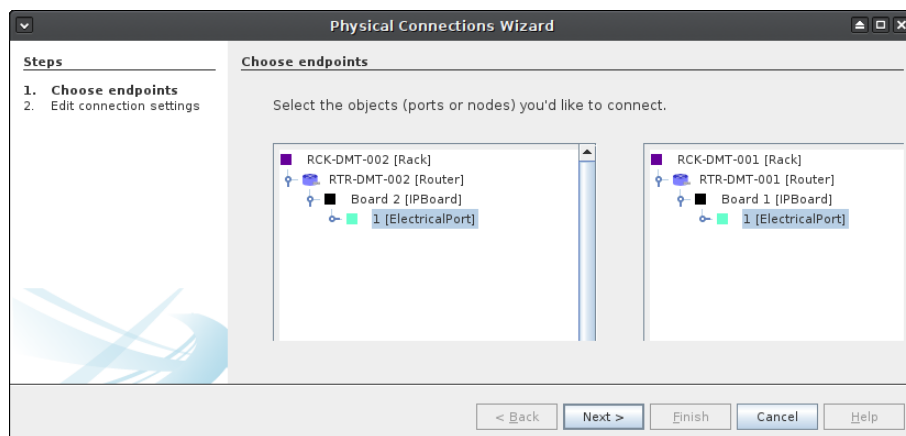 Physical Connections Wizard
Steps
1. Choose endpoints
2. Edit connection settings
Choose endpoints
Select the objects (ports or nodes) you'd like to connect.
RCK-DMT-002 [Rack]
RTR-DMT-002 [Router]
Board 2 [IPBoard]
1 [ElectricalPort]
RCK-DMT-001 [Rack]
RTR-DMT-001 [Router]
Board 1 [IPBoard]
1 [ElectricalPort]
< Back
Next >
Finish
Cancel
Help